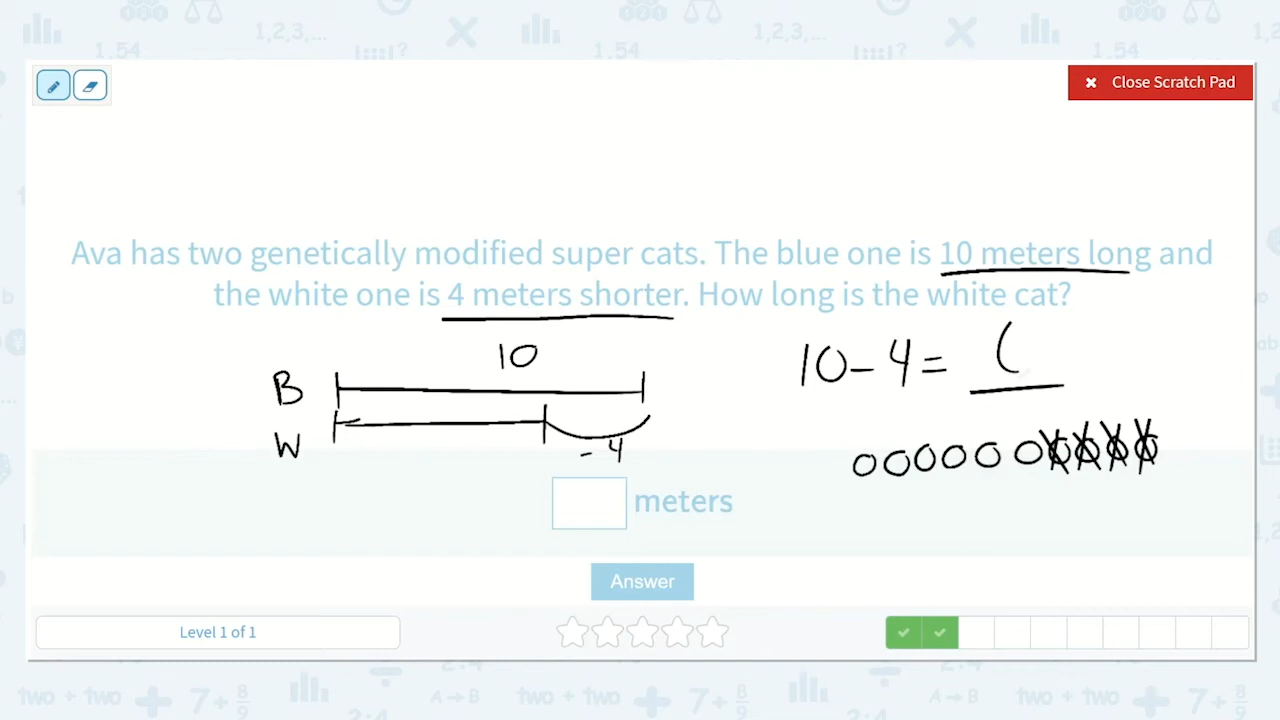 Close Scratch Pad
Ava has two genetically modified super cats. The blue one is 10 meters long and
the white one is 4 meters shorter. How long is the white cat?
10
B
W
- 4
10 - 4 =
meters
Answer
Level 1 of 1